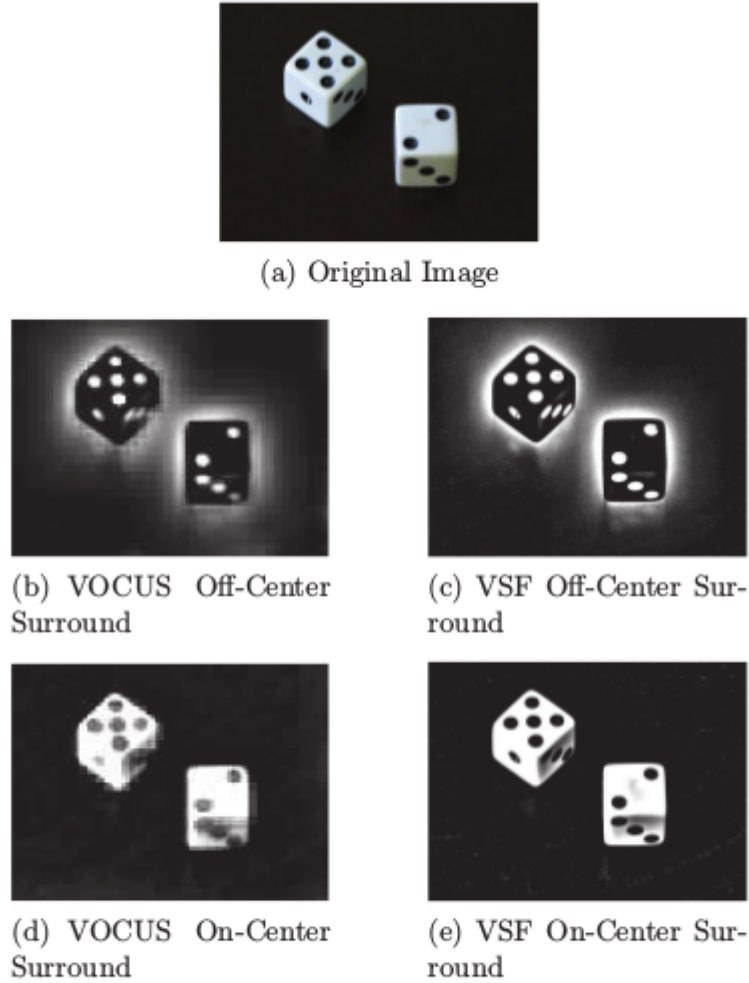 (a) Original Image
(b) VOCUS Off-Center
Surround
(c) VSF Off-Center Sur-
round
(d) VOCUS On-Center
Surround
(e) VSF On-Center Sur-
round